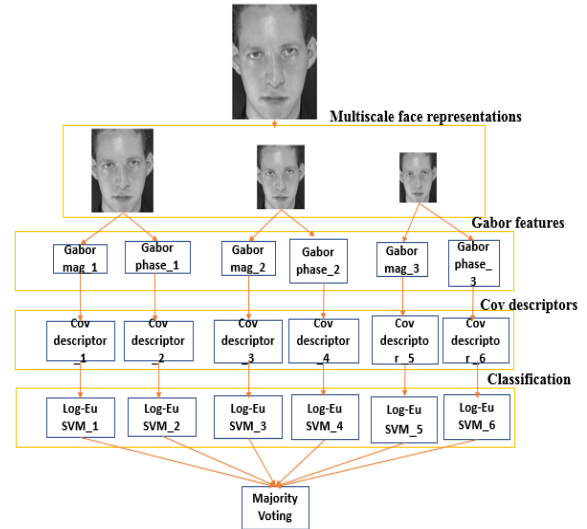 Multiscale face representations
Gabor features
Gabor
mag_1
Gabor
phase_1
Gabor
mag_2
Gabor
phase_2
Gabor
mag_3
Gabor
phase_
3
Cov descriptors
Cov
descriptor
_1
Cov
descriptor
_2
Cov
descriptor
_3
Cov
descriptor
_4
Cov
descripto
r_5
Cov
descripto
r_6
Classification
Log-Eu
SVM_1
Log-Eu
SVM_2
Log-Eu
SVM_3
Log-Eu
SVM_4
Log-Eu
SVM_5
Log-Eu
SVM_6
Majority
Voting